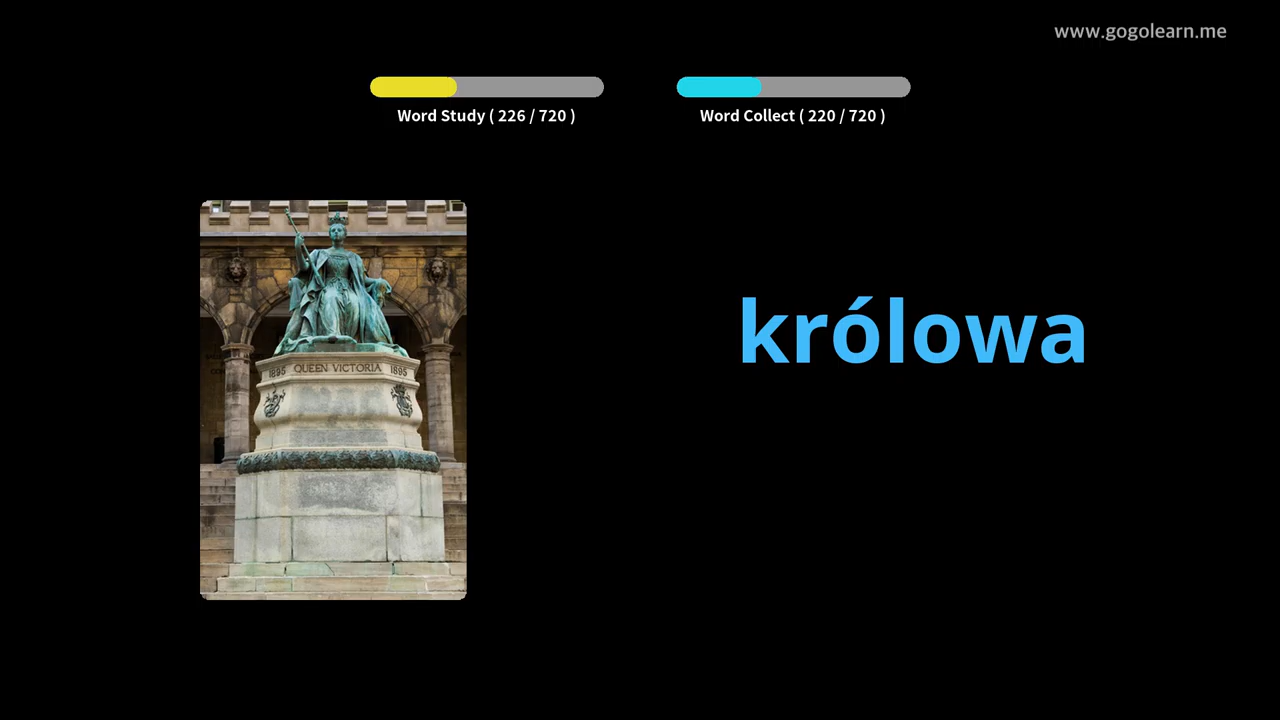 www.gogolearn.me
Word Study ( 226 / 720 )
Word Collect ( 220 / 720 )
królowa
1895 QUEEN VICTORIA 1895